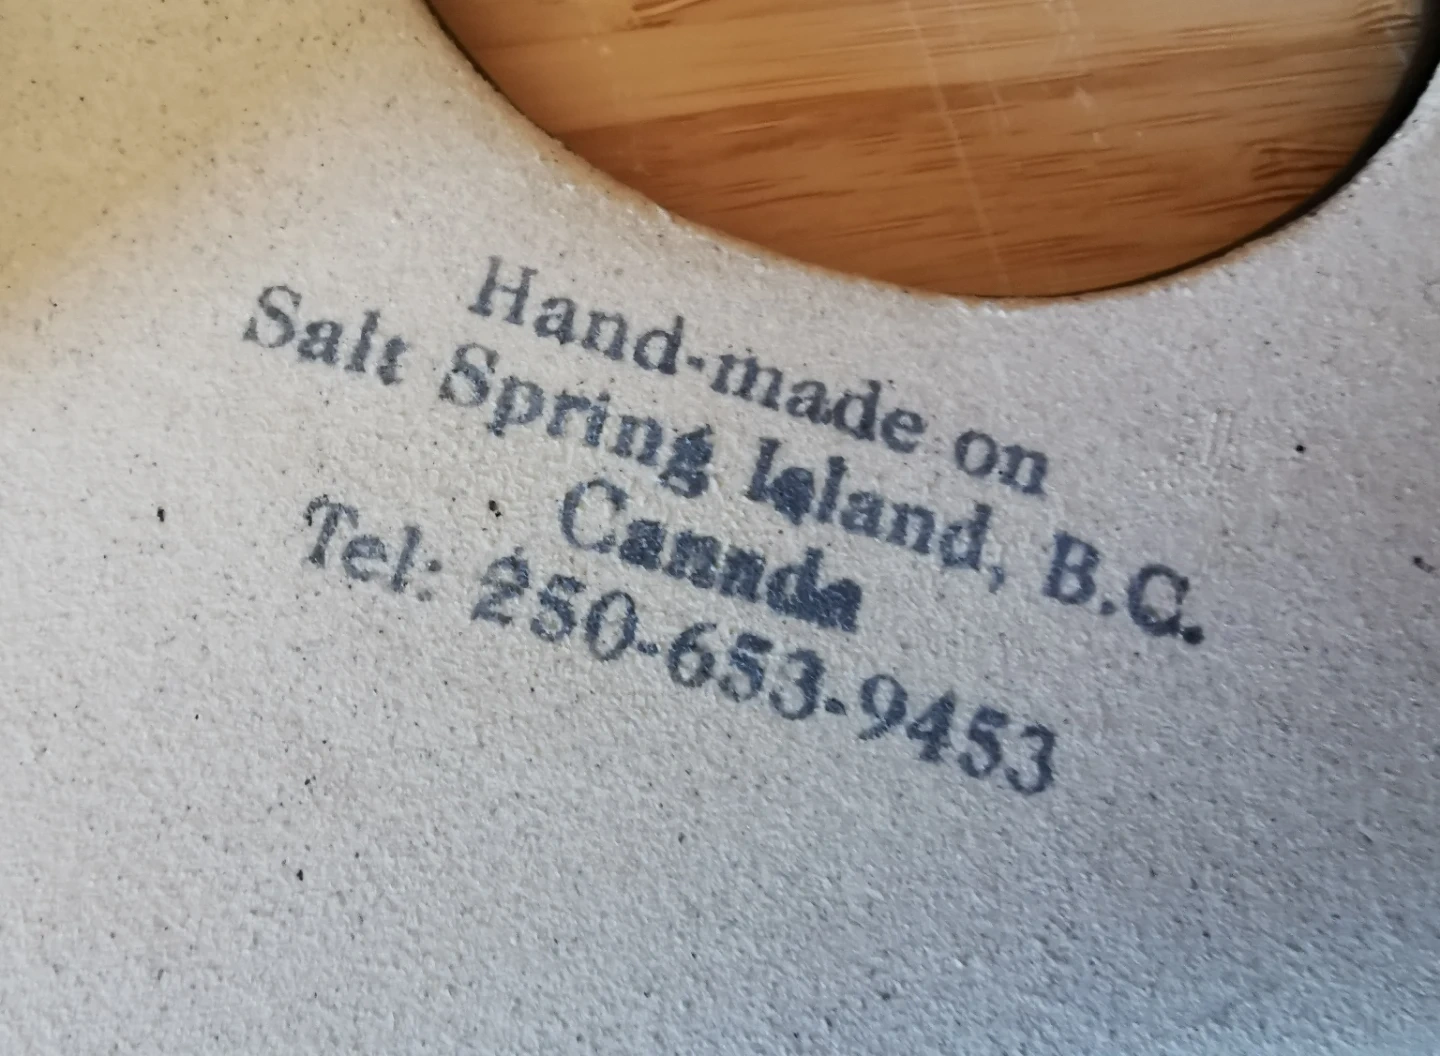 Hand-made on
Salt Spring Island, B.C.
Canada
Tel: 250-653-9453